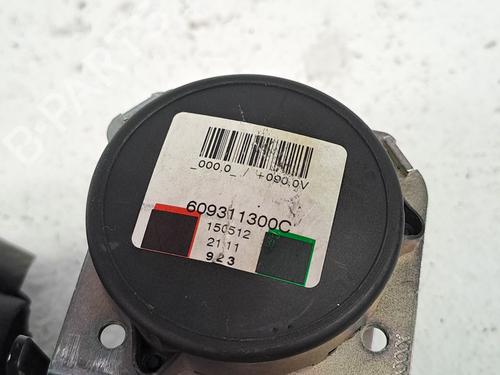 _000,0_ / +090,0V
609311300C
150512
2111
923
B-PARTS